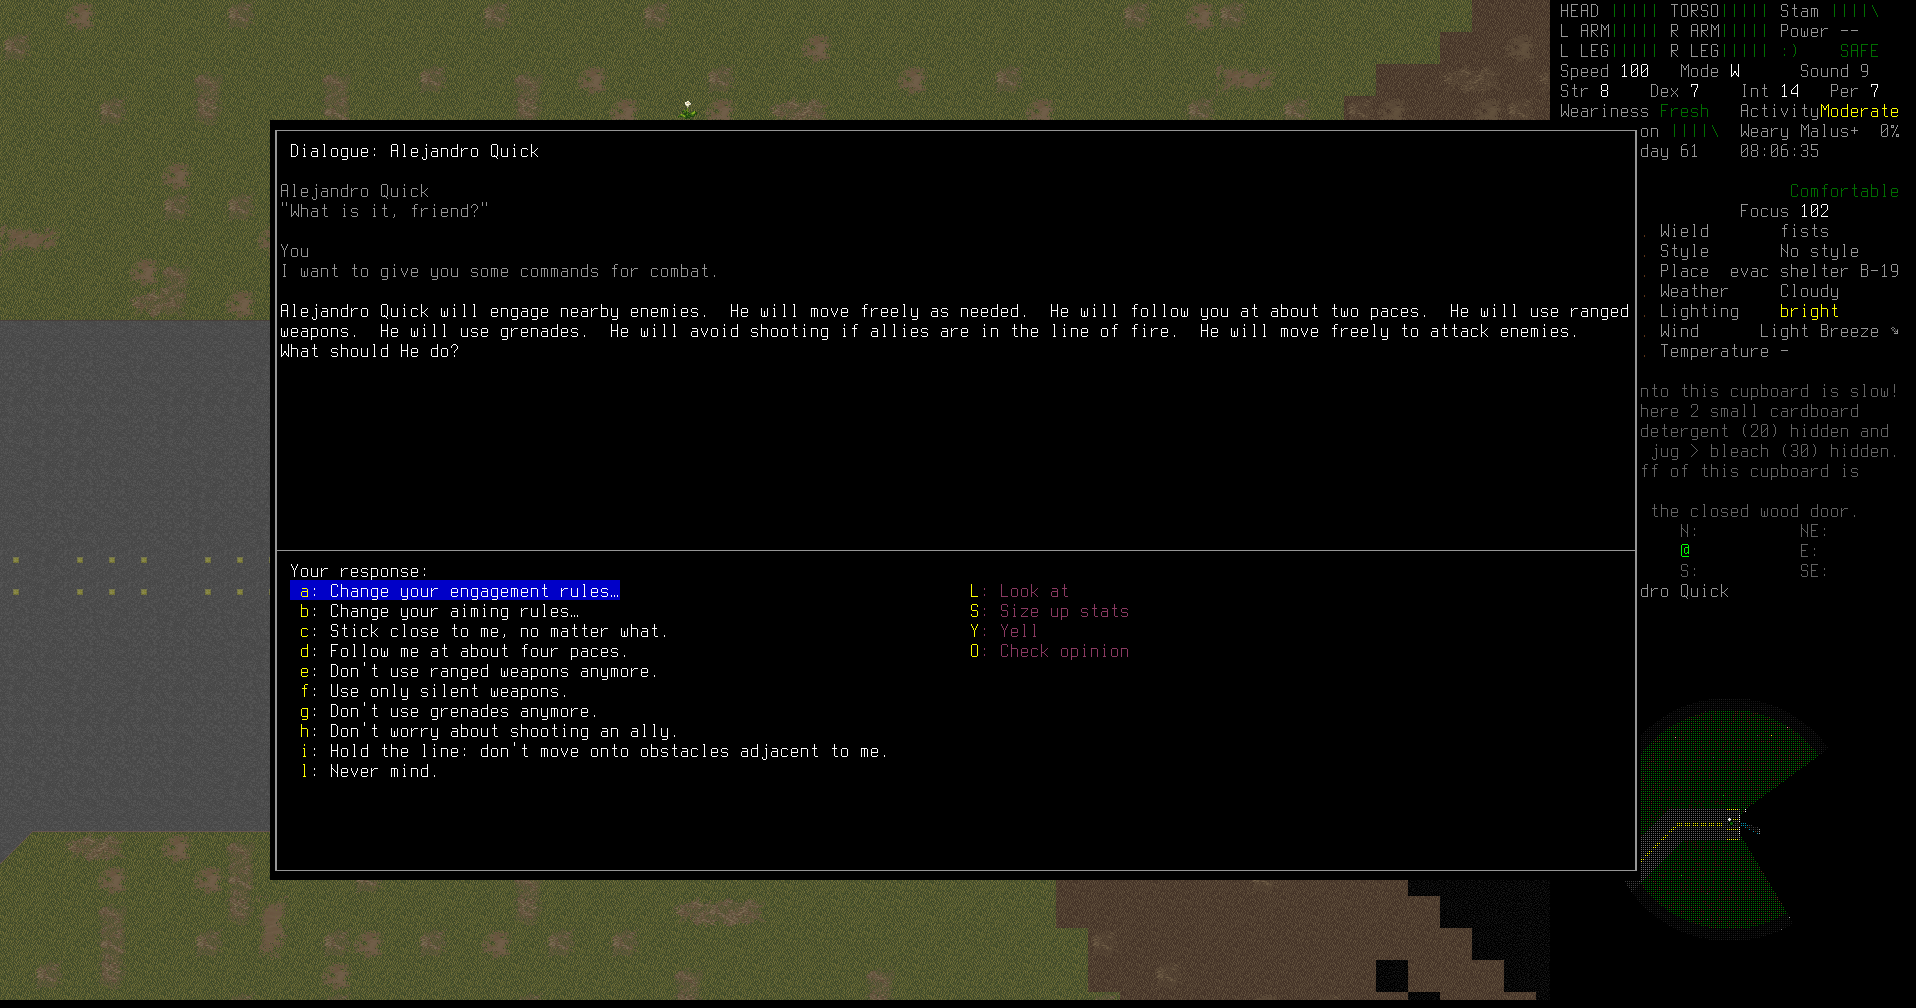 HEAD ||||| TORSO||||| Stam ||||\
L ARM||||| R ARM||||| Power --
L LEG||||| R LEG||||| :) SAFE
Speed 100 Mode W Sound 9
Str 8 Dex 7 Int 14 Per 7
Weariness Fresh Activity Moderate
on ||||\ Weary Malus+ 0%
day 61 08:06:35
Comfortable
Focus 102
. Wield fists
. Style No style
. Place evac shelter B-19
. Weather Cloudy
. Lighting bright
. Wind Light Breeze ⇘
. Temperature -
nto this cupboard is slow!
here 2 small cardboard
detergent (20) hidden and
jug > bleach (30) hidden.
ff of this cupboard is
the closed wood door.
N: NE:
@ E:
S: SE:
dro Quick
Dialogue: Alejandro Quick
Alejandro Quick
"What is it, friend?"
You
I want to give you some commands for combat.
Alejandro Quick will engage nearby enemies. He will move freely as needed. He will follow you at about two paces. He will use ranged
weapons. He will use grenades. He will avoid shooting if allies are in the line of fire. He will move freely to attack enemies.
What should He do?
Your response:
a: Change your engagement rules…
b: Change your aiming rules…
c: Stick close to me, no matter what.
d: Follow me at about four paces.
e: Don't use ranged weapons anymore.
f: Use only silent weapons.
g: Don't use grenades anymore.
h: Don't worry about shooting an ally.
i: Hold the line: don't move onto obstacles adjacent to me.
l: Never mind.
L: Look at
S: Size up stats
Y: Yell
O: Check opinion